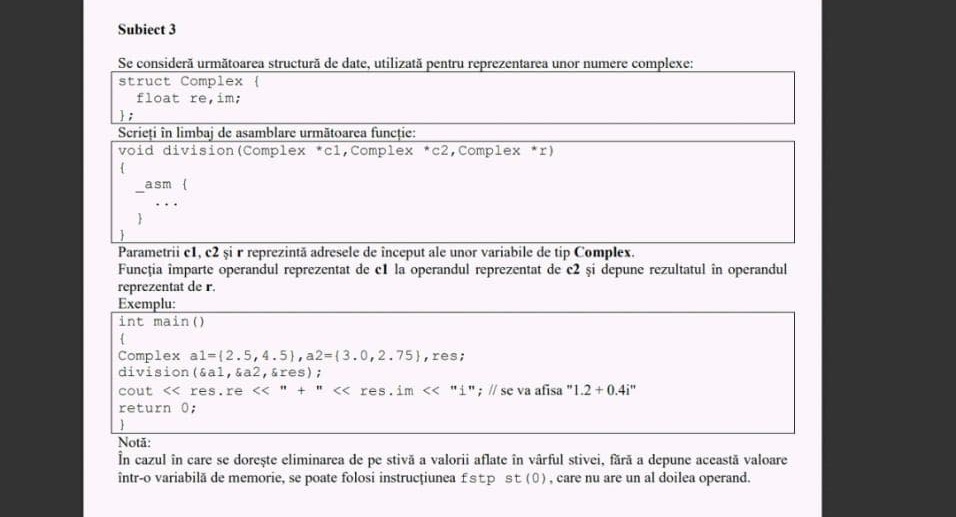 Subiect 3
Se consideră următoarea structură de date, utilizată pentru reprezentarea unor numere complexe:
struct Complex {
float re,im;
};
Scrieți în limbaj de asamblare următoarea funcție:
void division(Complex *c1,Complex *c2,Complex *r)
{
_asm {
...
}
}
Parametrii c1, c2 și r reprezintă adresele de început ale unor variabile de tip Complex.
Funcția împarte operandul reprezentat de c1 la operandul reprezentat de c2 și depune rezultatul în operandul
reprezentat de r.
Exemplu:
int main()
{
Complex a1={2.5,4.5},a2={3.0,2.75},res;
division(&a1,&a2,&res);
cout << res.re << " + " << res.im << "i"; // se va afisa "1.2 + 0.4i"
return 0;
}
Notă:
În cazul în care se dorește eliminarea de pe stivă a valorii aflate în vârful stivei, fără a depune această valoare
într-o variabilă de memorie, se poate folosi instrucțiunea fstp st(0), care nu are un al doilea operand.